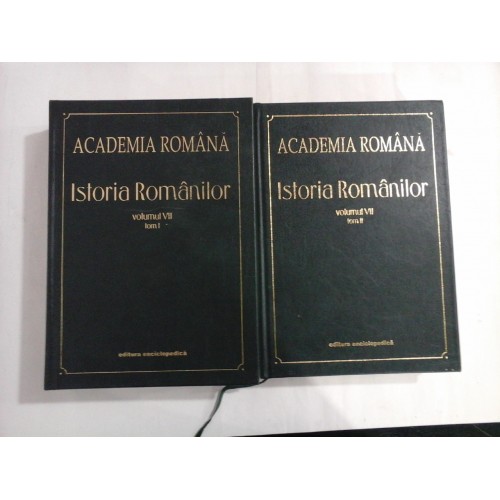 ACADEMIA ROMÂNĂ
Istoria Românilor
volumul VII
tom I
editura enciclopedică
ACADEMIA ROMÂNĂ
Istoria Românilor
volumul VII
tom II
editura enciclopedică